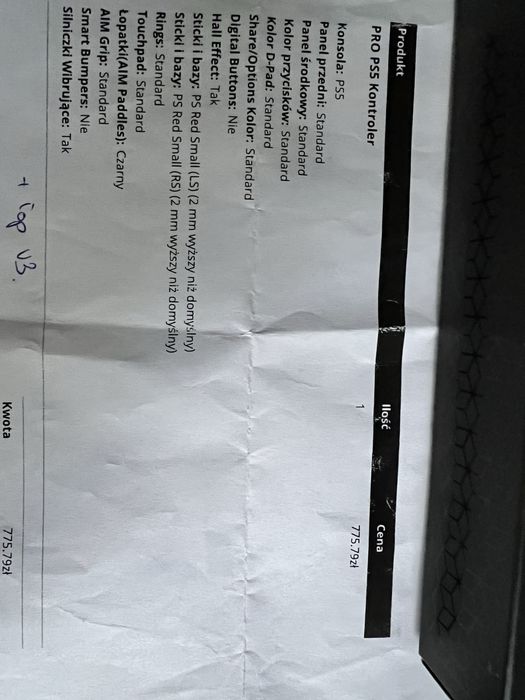 Produkt Ilość Cena
PRO PS5 Kontroler 1 775.79zł
Konsola: PS5
Panel przedni: Standard
Panel środkowy: Standard
Kolor przycisków: Standard
Kolor D-Pad: Standard
Share/Options Kolor: Standard
Digital Buttons: Nie
Hall Effect: Tak
Sticki i bazy: PS Red Small (LS) (2 mm wyższy niż domyślny)
Sticki i bazy: PS Red Small (RS) (2 mm wyższy niż domyślny)
Rings: Standard
Touchpad: Standard
Łopatki(AIM Paddles): Czarny
AIM Grip: Standard
Smart Bumpers: Nie
Silniczki Wibrujące: Tak
+ V3.
Kwota 775.79zł